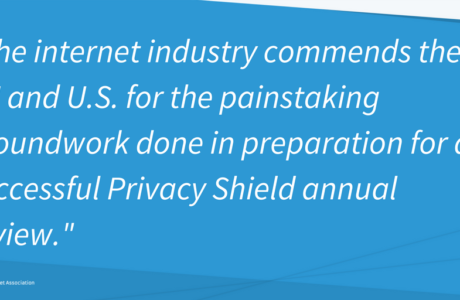 he internet industry commends the
and U.S. for the painstaking
oundwork done in preparation for a
ccessful Privacy Shield annual
view."
et Association